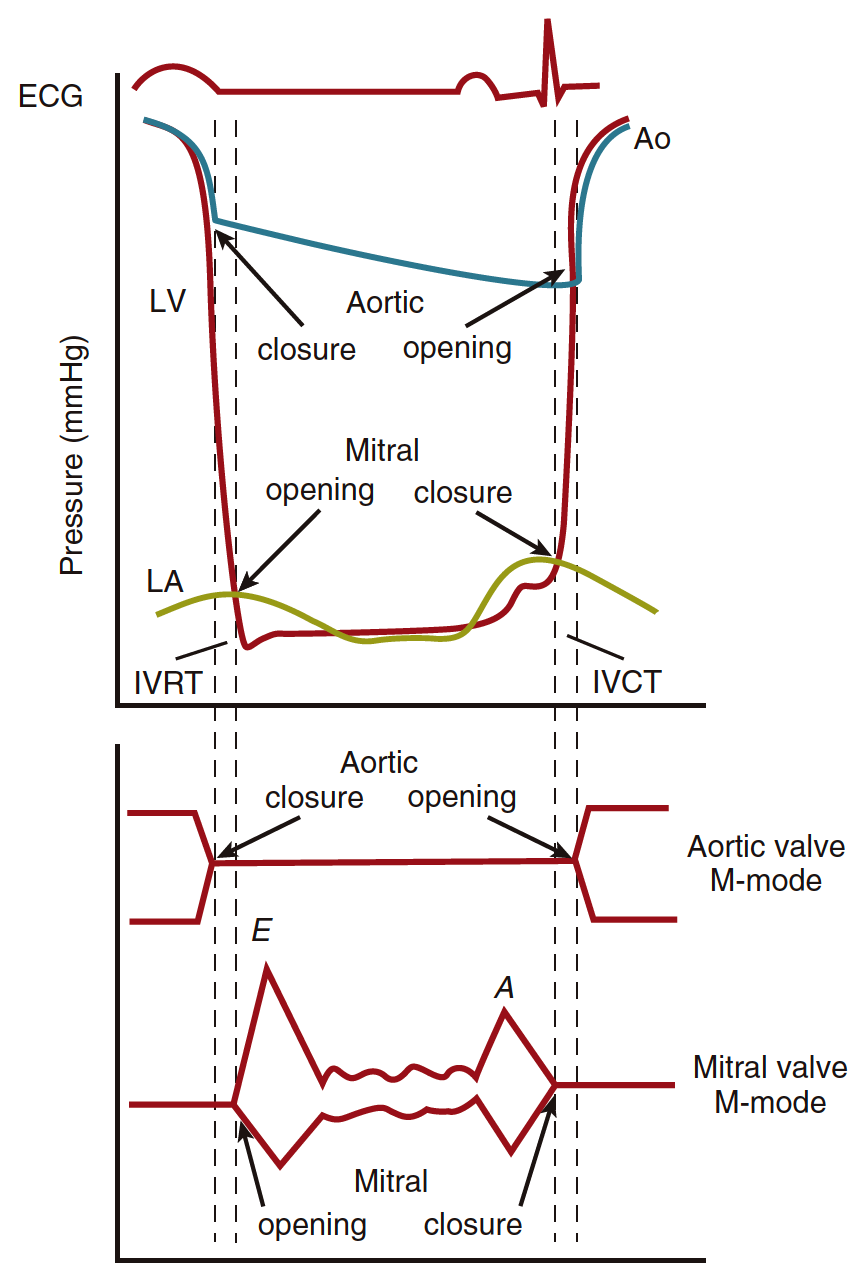 ECG
Ao
LV
Aortic
closure opening
Pressure (mmHg)
Mitral
opening closure
LA
IVRT
IVCT
Aortic
closure opening
Aortic valve
M-mode
E
A
Mitral valve
M-mode
Mitral
opening closure